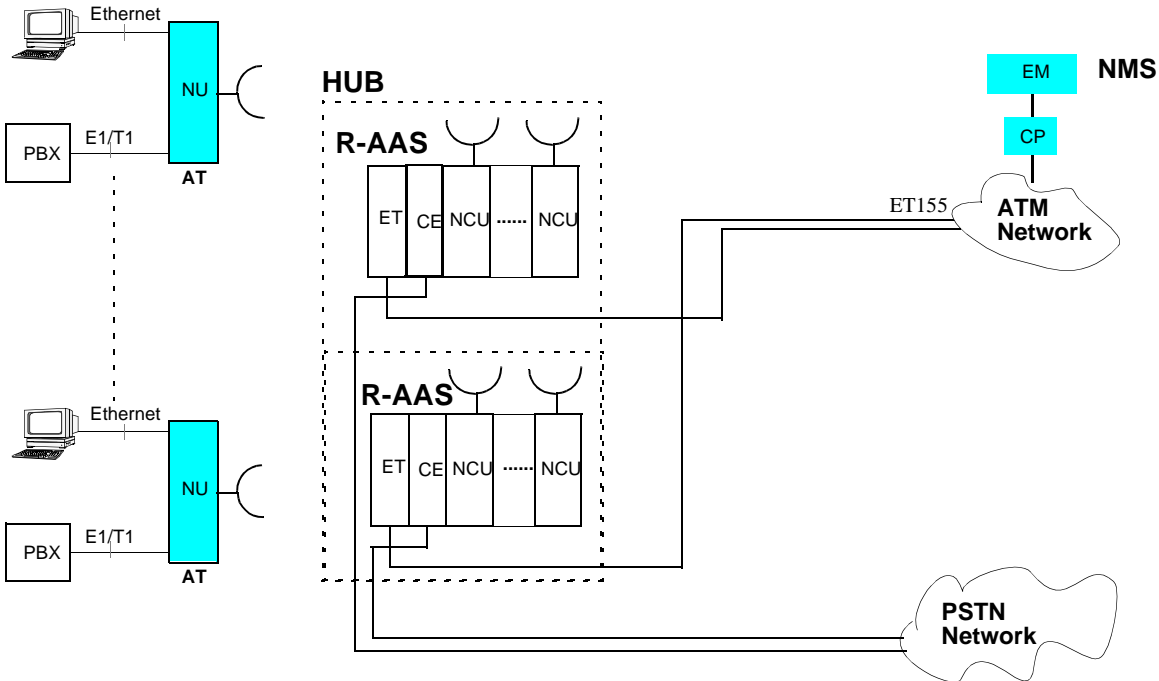 Ethernet
NU
PBX
E1/T1
AT
HUB
R-AAS
ET
CE
NCU
......
NCU
EM
NMS
CP
ET155
ATM
Network
Ethernet
NU
PBX
E1/T1
AT
R-AAS
ET
CE
NCU
......
NCU
PSTN
Network